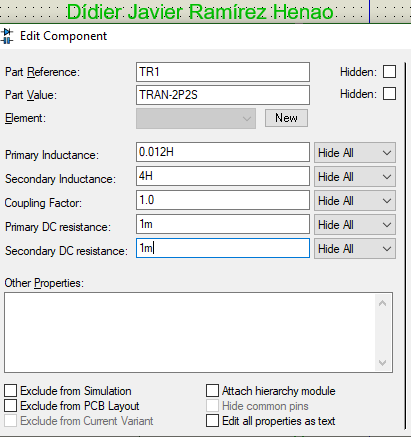 Didier Javier Ramírez Henao
Edit Component
Part Reference: TR1 Hidden:
Part Value: TRAN-2P2S Hidden:
Element: New
Primary Inductance: 0.012H Hide All
Secondary Inductance: 4H Hide All
Coupling Factor: 1.0 Hide All
Primary DC resistance: 1m Hide All
Secondary DC resistance: 1m Hide All
Other Properties:
Exclude from Simulation Attach hierarchy module
Exclude from PCB Layout Hide common pins
Exclude from Current Variant Edit all properties as text